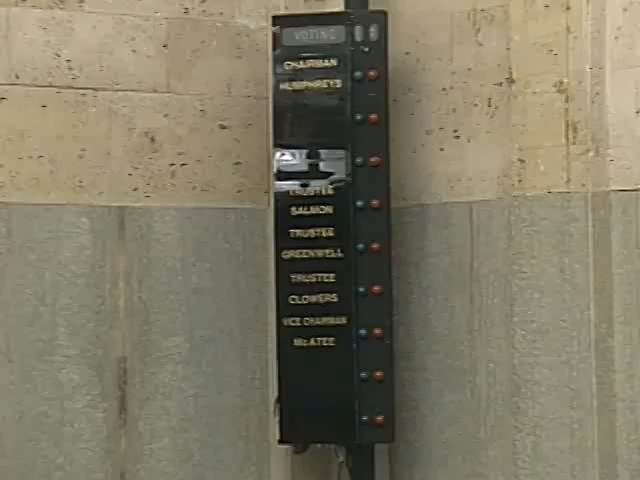 VOTING
CHAIRMAN
HUMPHREYS
TRUSTEE
SALMON
TRUSTEE
GREENWELL
TRUSTEE
CLOWERS
VICE CHAIRMAN
McATEE